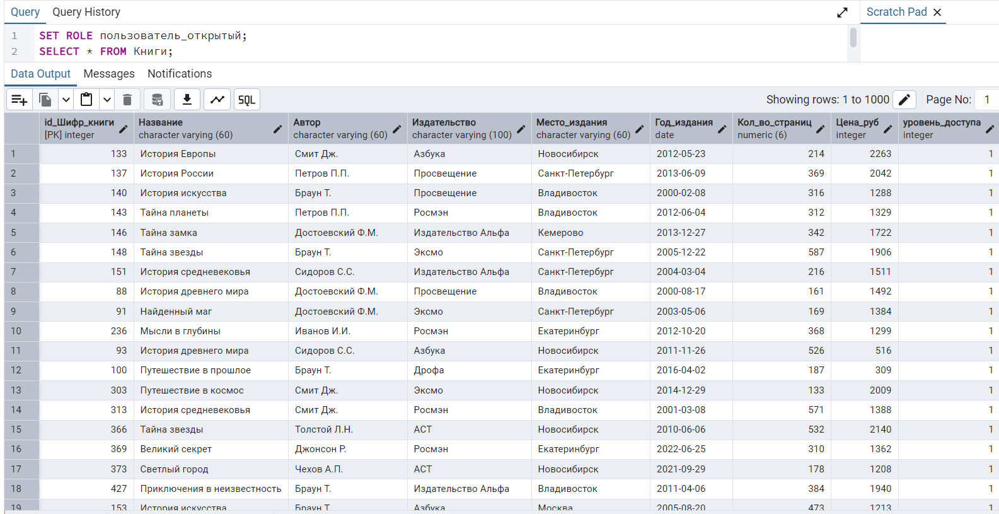 Query Query History Scratch Pad
1 SET ROLE пользователь_открытый;
2 SELECT * FROM Книги;
Data Output Messages Notifications
SQL Showing rows: 1 to 1000 Page No: 1
id_Шифр_книги Название Автор Издательство Место_издания Год_издания Кол_во_страниц Цена_руб уровень_доступа
[PK] integer character varying (60) character varying (60) character varying (100) character varying (60) date numeric (6) integer integer
1 133 История Европы Смит Дж. Азбука Новосибирск 2012-05-23 214 2263 1
2 137 История России Петров П.П. Просвещение Санкт-Петербург 2013-06-09 369 2042 1
3 140 История искусства Браун Т. Просвещение Владивосток 2000-02-08 316 1288 1
4 143 Тайна планеты Петров П.П. Росмэн Владивосток 2012-06-04 312 1329 1
5 146 Тайна замка Достоевский Ф.М. Издательство Альфа Кемерово 2013-12-27 342 1722 1
6 148 Тайна звезды Браун Т. Эксмо Санкт-Петербург 2005-12-22 587 1906 1
7 151 История средневековья Сидоров С.С. Издательство Альфа Санкт-Петербург 2004-03-04 216 1511 1
8 88 История древнего мира Достоевский Ф.М. Просвещение Владивосток 2000-08-17 161 1492 1
9 91 Найденный маг Достоевский Ф.М. Эксмо Санкт-Петербург 2003-05-06 169 1384 1
10 236 Мысли в глубины Иванов И.И. Росмэн Екатеринбург 2012-10-20 368 1299 1
11 93 История древнего мира Сидоров С.С. Азбука Новосибирск 2011-11-26 526 516 1
12 100 Путешествие в прошлое Браун Т. Дрофа Екатеринбург 2016-04-02 187 309 1
13 303 Путешествие в космос Смит Дж. Эксмо Новосибирск 2014-12-29 133 2009 1
14 313 История средневековья Смит Дж. Росмэн Владивосток 2001-03-08 571 1388 1
15 366 Тайна звезды Толстой Л.Н. АСТ Новосибирск 2010-06-06 532 2140 1
16 369 Великий секрет Джонсон Р. Росмэн Екатеринбург 2022-06-25 310 1362 1
17 373 Светлый город Чехов А.П. АСТ Новосибирск 2021-09-29 178 1208 1
18 427 Приключения в неизвестность Браун Т. Издательство Альфа Владивосток 2011-04-06 384 1940 1
19 153 История искусства Браун Т. Азбука Москва 2005-08-20 473 1213 1